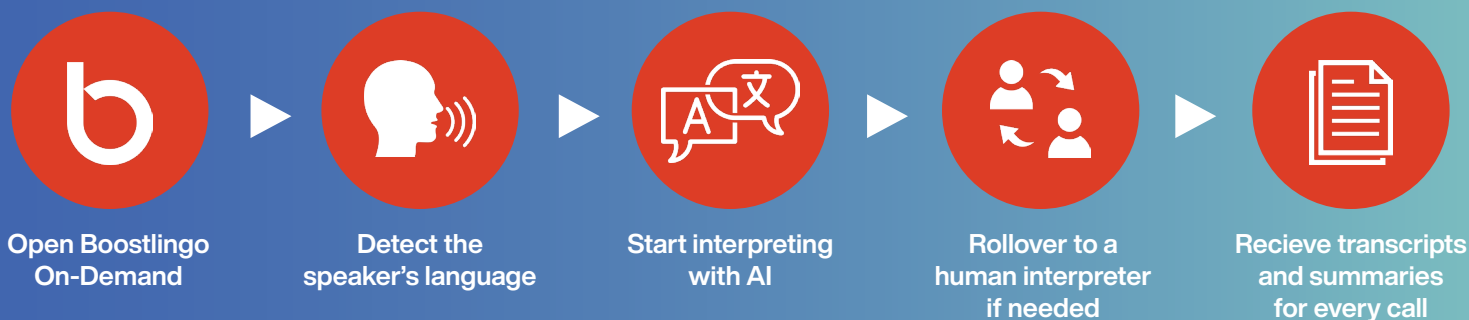 Open Boostlingo
On-Demand
Detect the
speaker's language
A 文
Start interpreting
with AI
Rollover to a
human interpreter
if needed
Recieve transcripts
and summaries
for every call